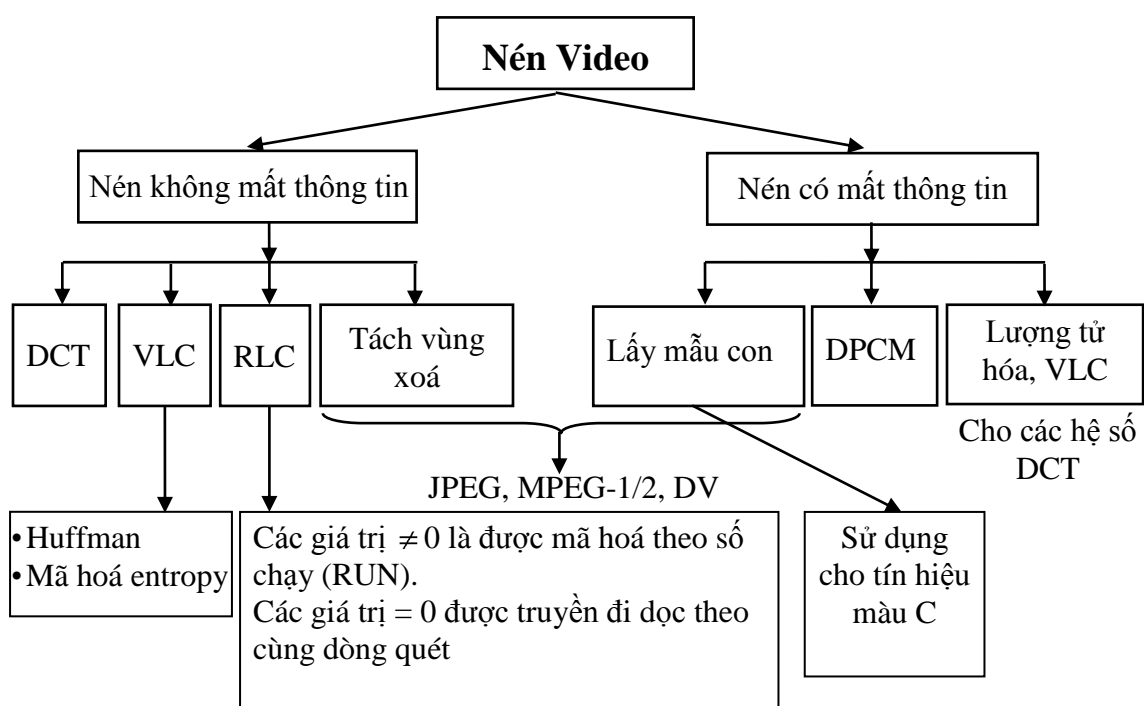 Nén Video
Nén không mất thông tin
Nén có mất thông tin
DCT
VLC
RLC
Tách vùng
xoá
Lấy mẫu con
DPCM
Lượng tử
hóa, VLC
Cho các hệ số
DCT
JPEG, MPEG-1/2, DV
•Huffman
•Mã hoá entropy
Các giá trị ≠ 0 là được mã hoá theo số
chạy (RUN).
Các giá trị = 0 được truyền đi dọc theo
cùng dòng quét
Sử dụng
cho tín hiệu
màu C